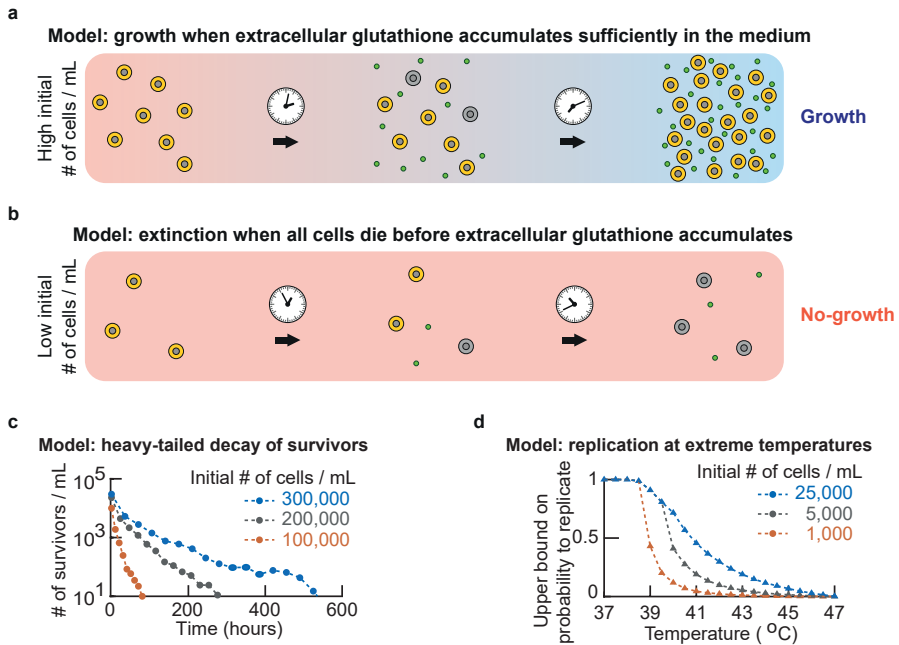 a
Model: growth when extracellular glutathione accumulates sufficiently in the medium
High initial
# of cells / mL
Growth
b
Model: extinction when all cells die before extracellular glutathione accumulates
Low initial
# of cells / mL
No-growth
c
Model: heavy-tailed decay of survivors
# of survivors / mL
10^5
10^3
10^1
Initial # of cells / mL
300,000
200,000
100,000
0
200
400
600
Time (hours)
d
Model: replication at extreme temperatures
Upper bound on
probability to replicate
1
0.5
0
Initial # of cells / mL
25,000
5,000
1,000
37
39
41
43
45
47
Temperature ( °C)